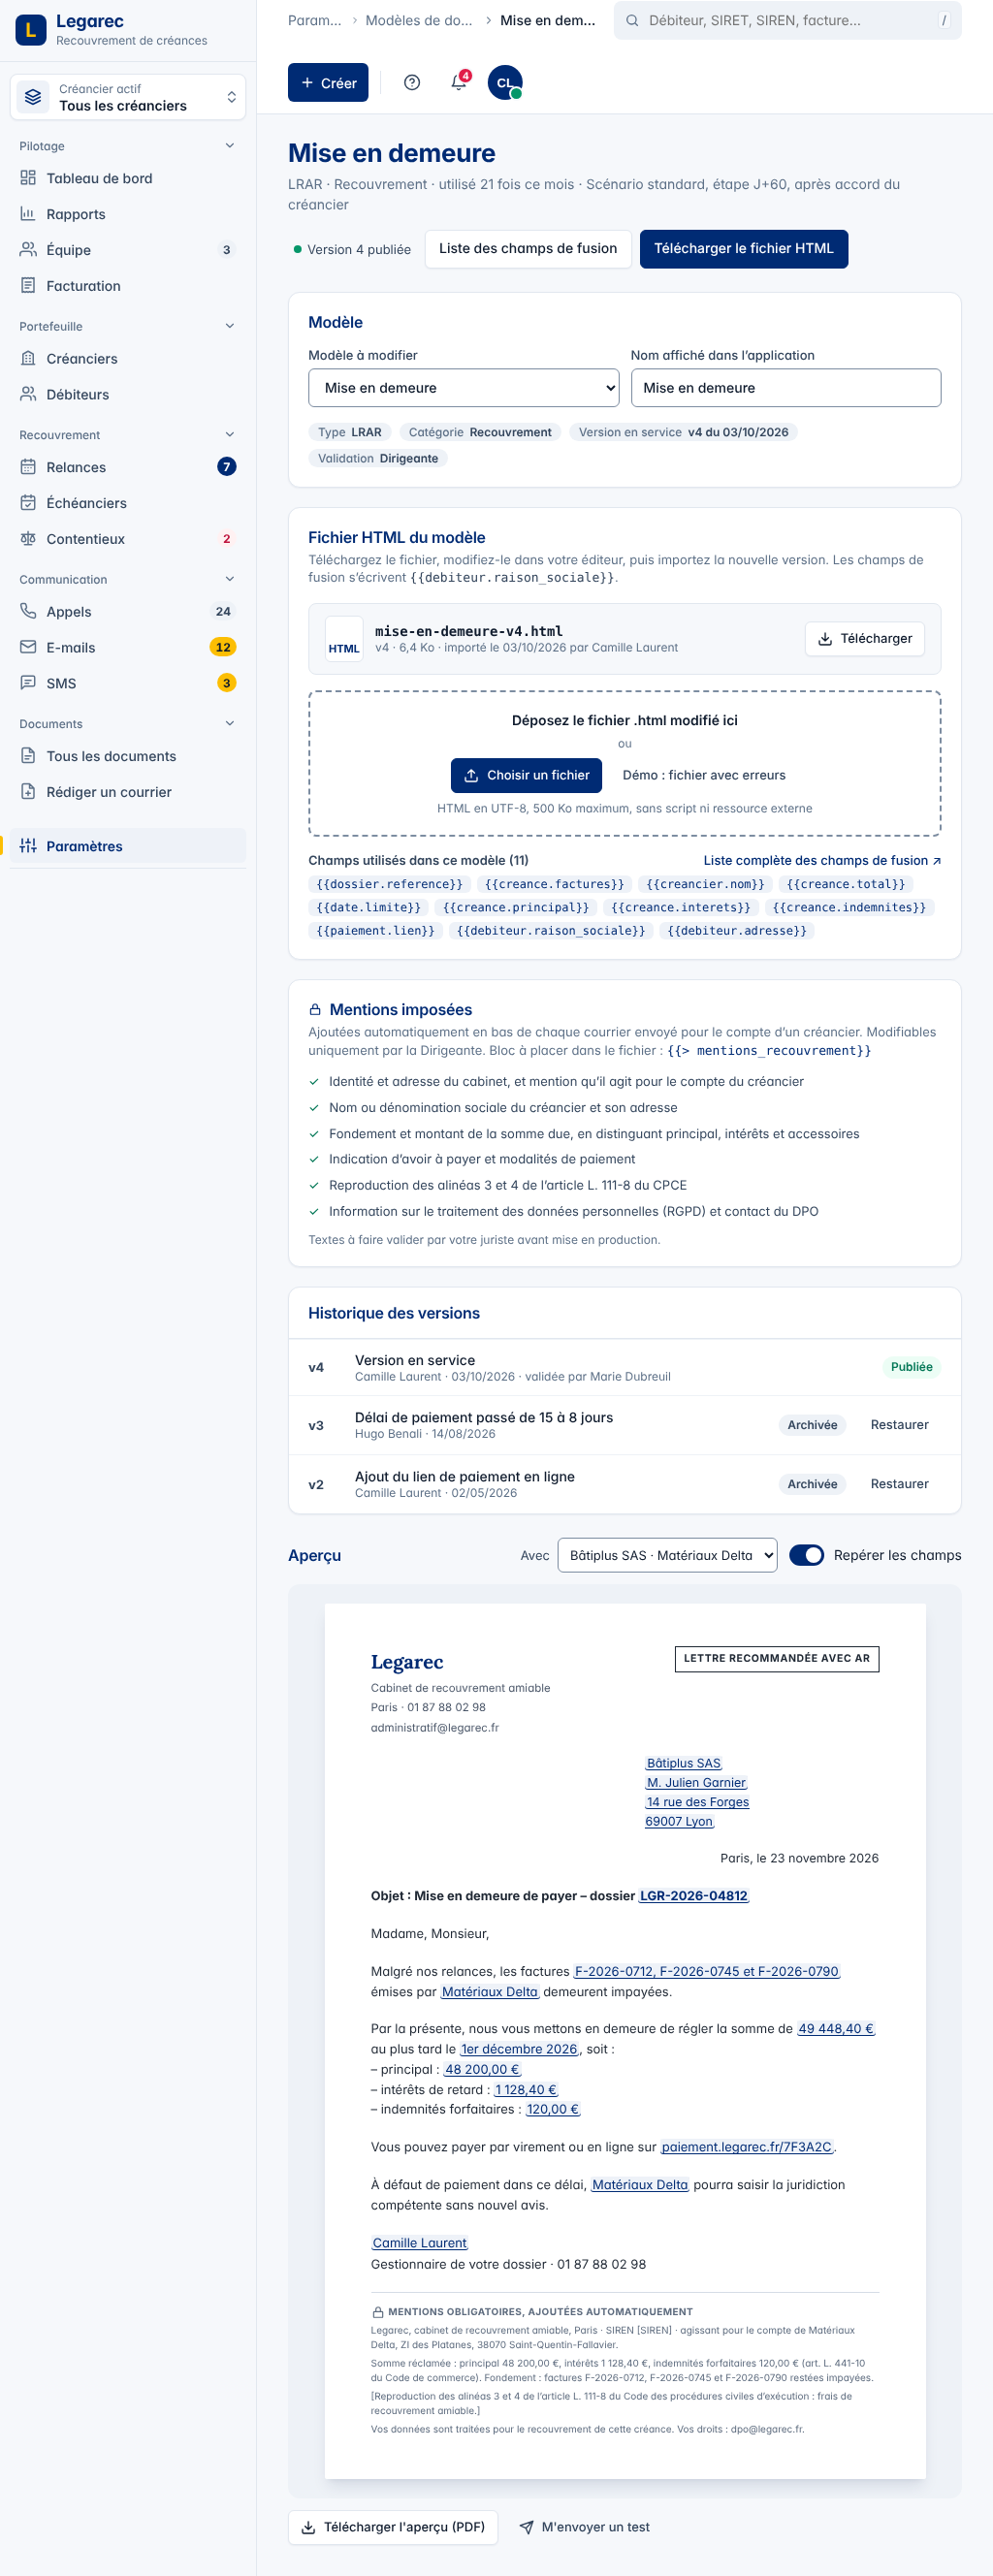 L
Legarec
Recouvrement de créances
Param...
Modèles de do...
Mise en dem...
Débiteur, SIRET, SIREN, facture...
/
Créer
4
CL
Créancier actif
Tous les créanciers
Pilotage
Tableau de bord
Rapports
Équipe 3
Facturation
Portefeuille
Créanciers
Débiteurs
Recouvrement
Relances 7
Échéanciers
Contentieux 2
Communication
Appels 24
E-mails 12
SMS 3
Documents
Tous les documents
Rédiger un courrier
Paramètres
Mise en demeure
LRAR · Recouvrement · utilisé 21 fois ce mois · Scénario standard, étape J+60, après accord du
créancier
Version 4 publiée
Liste des champs de fusion
Télécharger le fichier HTML
Modèle
Modèle à modifier
Nom affiché dans l’application
Mise en demeure
Mise en demeure
Type LRAR
Catégorie Recouvrement
Version en service v4 du 03/10/2026
Validation Dirigeante
Fichier HTML du modèle
Téléchargez le fichier, modifiez-le dans votre éditeur, puis importez la nouvelle version. Les champs de
fusion s’écrivent {{debiteur.raison_sociale}}.
HTML
mise-en-demeure-v4.html
v4 · 6,4 Ko · importé le 03/10/2026 par Camille Laurent
Télécharger
Déposez le fichier .html modifié ici
ou
Choisir un fichier
Démo : fichier avec erreurs
HTML en UTF-8, 500 Ko maximum, sans script ni ressource externe
Champs utilisés dans ce modèle (11)
Liste complète des champs de fusion ↗
{{dossier.reference}} {{creance.factures}} {{creancier.nom}} {{creance.total}}
{{date.limite}} {{creance.principal}} {{creance.interets}} {{creance.indemnites}}
{{paiement.lien}} {{debiteur.raison_sociale}} {{debiteur.adresse}}
Mentions imposées
Ajoutées automatiquement en bas de chaque courrier envoyé pour le compte d’un créancier. Modifiables
uniquement par la Dirigeante. Bloc à placer dans le fichier : {{> mentions_recouvrement}}
Identité et adresse du cabinet, et mention qu’il agit pour le compte du créancier
Nom ou dénomination sociale du créancier et son adresse
Fondement et montant de la somme due, en distinguant principal, intérêts et accessoires
Indication d’avoir à payer et modalités de paiement
Reproduction des alinéas 3 et 4 de l’article L. 111-8 du CPCE
Information sur le traitement des données personnelles (RGPD) et contact du DPO
Textes à faire valider par votre juriste avant mise en production.
Historique des versions
v4
Version en service
Camille Laurent · 03/10/2026 · validée par Marie Dubreuil
Publiée
v3
Délai de paiement passé de 15 à 8 jours
Hugo Benali · 14/08/2026
Archivée
Restaurer
v2
Ajout du lien de paiement en ligne
Camille Laurent · 02/05/2026
Archivée
Restaurer
Aperçu
Avec
Bâtiplus SAS · Matériaux Delta
Repérer les champs
Legarec
LETTRE RECOMMANDÉE AVEC AR
Cabinet de recouvrement amiable
Paris · 01 87 88 02 98
administratif@legarec.fr
Bâtiplus SAS
M. Julien Garnier
14 rue des Forges
69007 Lyon
Paris, le 23 novembre 2026
Objet : Mise en demeure de payer – dossier LGR-2026-04812
Madame, Monsieur,
Malgré nos relances, les factures F-2026-0712, F-2026-0745 et F-2026-0790
émises par Matériaux Delta demeurent impayées.
Par la présente, nous vous mettons en demeure de régler la somme de 49 448,40 €
au plus tard le 1er décembre 2026, soit :
– principal : 48 200,00 €
– intérêts de retard : 1 128,40 €
– indemnités forfaitaires : 120,00 €
Vous pouvez payer par virement ou en ligne sur paiement.legarec.fr/7F3A2C.
À défaut de paiement dans ce délai, Matériaux Delta pourra saisir la juridiction
compétente sans nouvel avis.
Camille Laurent
Gestionnaire de votre dossier · 01 87 88 02 98
MENTIONS OBLIGATOIRES, AJOUTÉES AUTOMATIQUEMENT
Legarec, cabinet de recouvrement amiable, Paris · SIREN [SIREN] · agissant pour le compte de Matériaux
Delta, ZI des Platanes, 38070 Saint-Quentin-Fallavier.
Somme réclamée : principal 48 200,00 €, intérêts 1 128,40 €, indemnités forfaitaires 120,00 € (art. L. 441-10
du Code de commerce). Fondement : factures F-2026-0712, F-2026-0745 et F-2026-0790 restées impayées.
[Reproduction des alinéas 3 et 4 de l’article L. 111-8 du Code des procédures civiles d’exécution : frais de
recouvrement amiable.]
Vos données sont traitées pour le recouvrement de cette créance. Vos droits : dpo@legarec.fr.
Télécharger l'aperçu (PDF)
M'envoyer un test